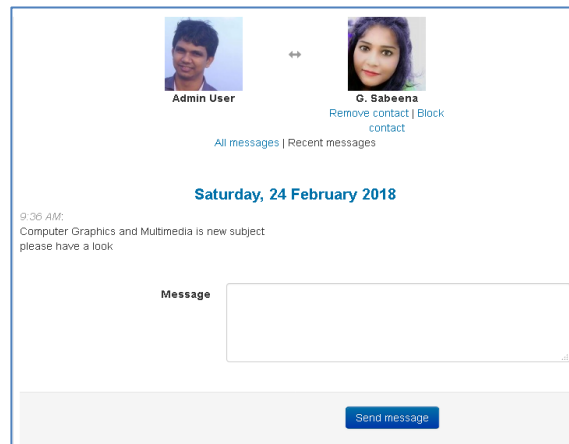 Admin User
G. Sabeena
Remove contact | Block
contact
All messages | Recent messages
Saturday, 24 February 2018
9:36 AM:
Computer Graphics and Multimedia is new subject
please have a look
Message
Send message